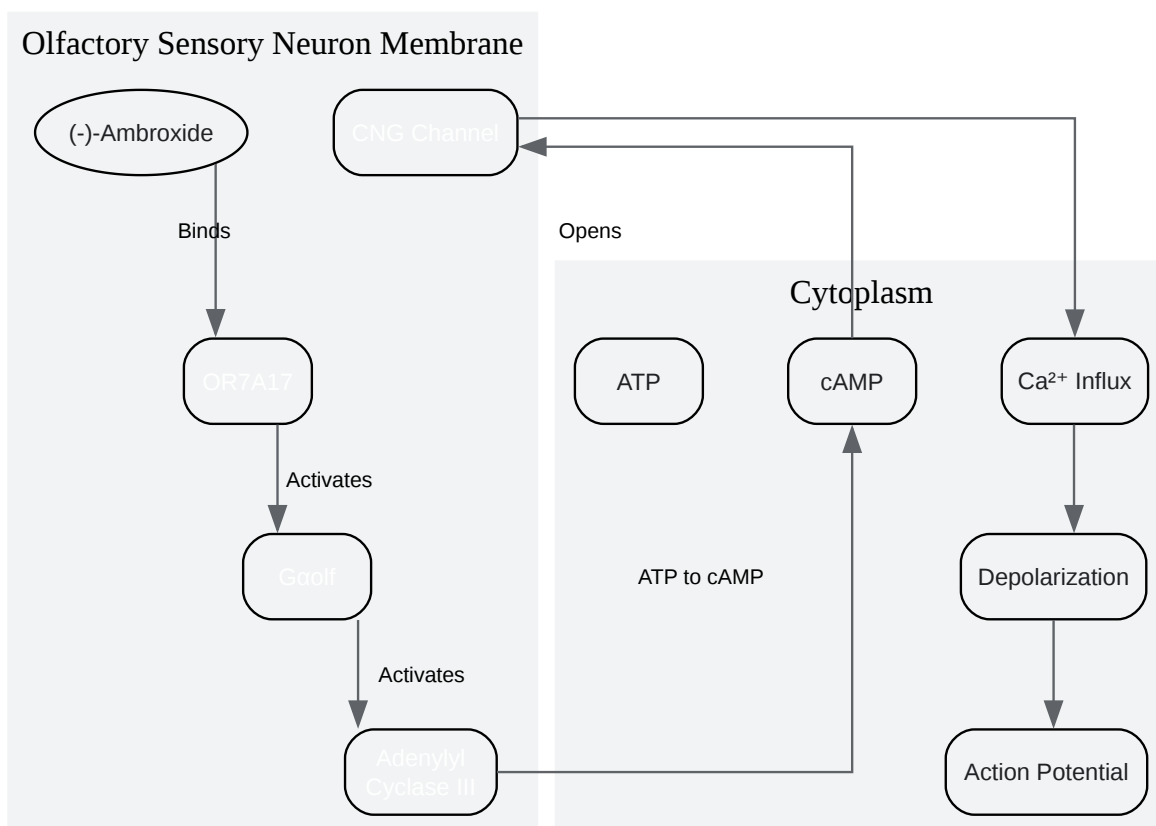 Olfactory Sensory Neuron Membrane
(-)-Ambroxide
CNG Channel
Binds
Opens
Cytoplasm
OR7A17
ATP
cAMP
Ca²⁺ Influx
Activates
Gαolf
ATP to cAMP
Depolarization
Activates
Adenylyl
Cyclase III
Action Potential